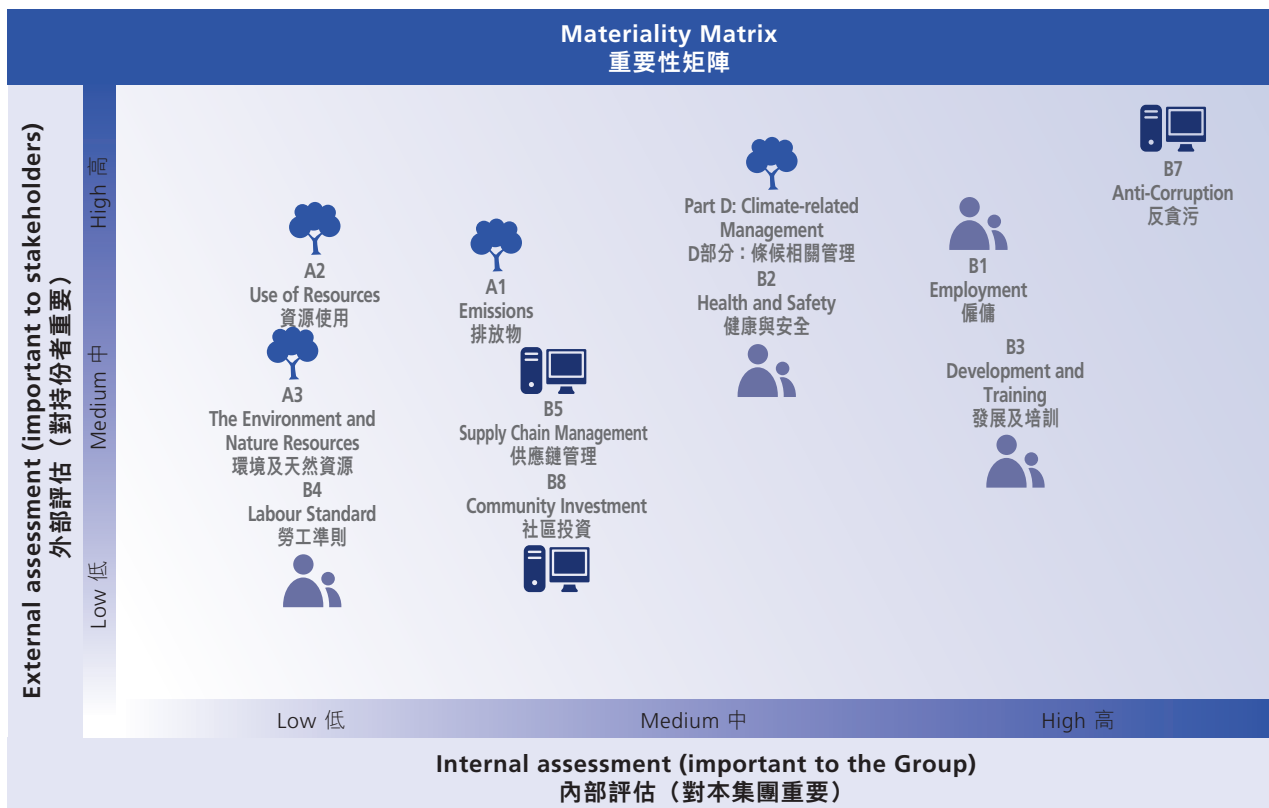 Materiality Matrix
重要性矩陣
External assessment (important to stakeholders)
外部評估（對持份者重要）
High 高
Medium 中
Low 低
B7
Anti-Corruption
反貪污
Part D: Climate-related
Management
D部分：條候相關管理
B1
Employment
僱傭
A2
Use of Resources
資源使用
A1
Emissions
排放物
B2
Health and Safety
健康與安全
B3
Development and
Training
發展及培訓
A3
The Environment and
Nature Resources
環境及天然資源
B5
Supply Chain Management
供應鏈管理
B4
Labour Standard
勞工準則
B8
Community Investment
社區投資
Low 低
Medium 中
High 高
Internal assessment (important to the Group)
內部評估（對本集團重要）